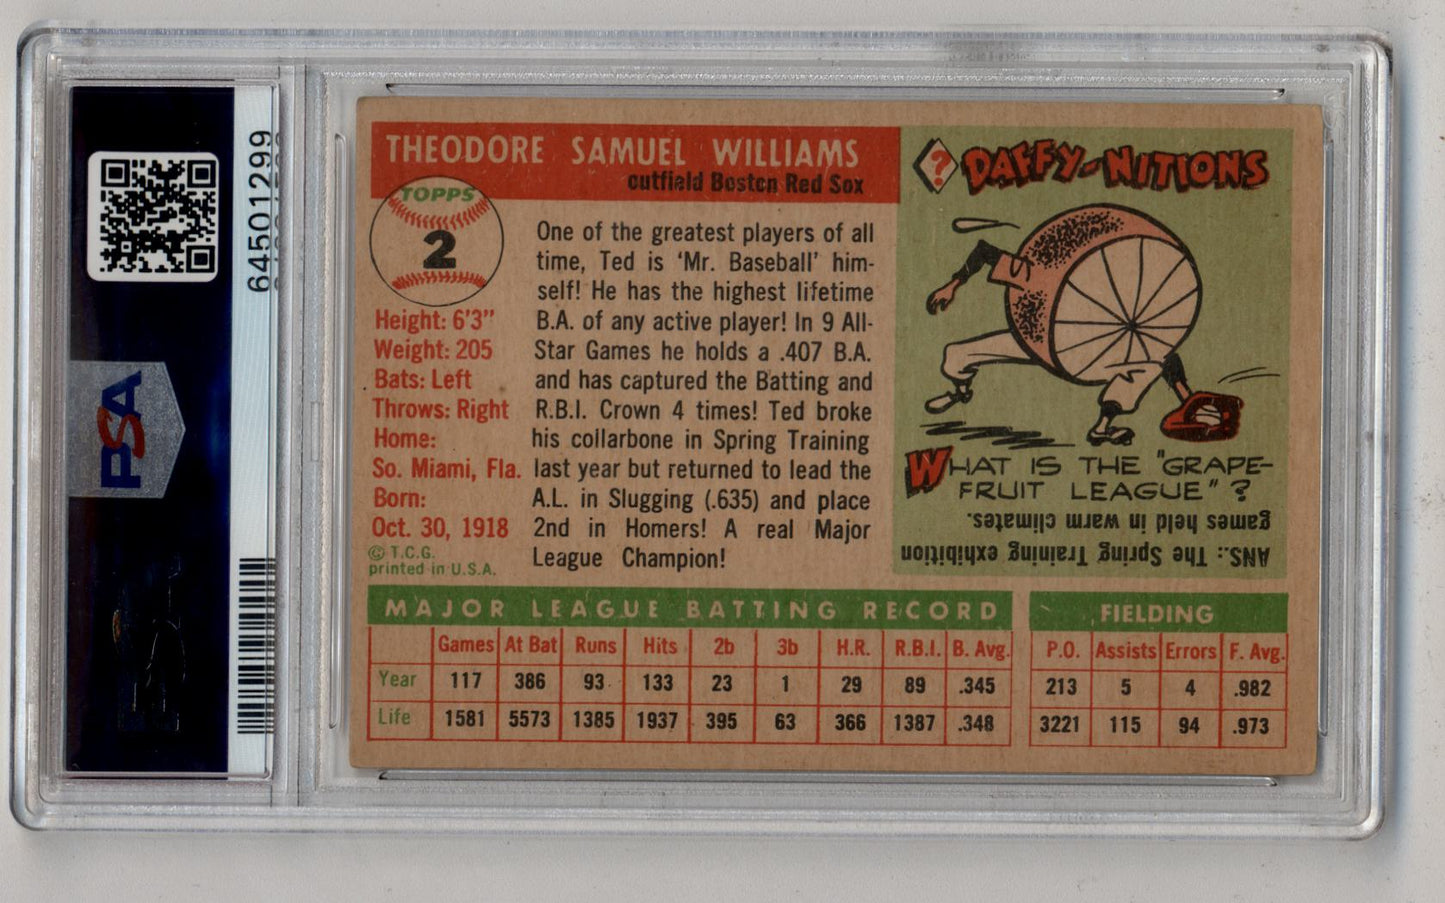 64501299
PSA
THEODORE SAMUEL WILLIAMS
outfield Boston Red Sox
TOPPS
2
Height: 6'3"
Weight: 205
Bats: Left
Throws: Right
Home:
So. Miami, Fla.
Born:
Oct. 30, 1918
© T.C.G.
printed in U.S.A.
One of the greatest players of all
time, Ted is 'Mr. Baseball' him-
self! He has the highest lifetime
B.A. of any active player! In 9 All-
Star Games he holds a .407 B.A.
and has captured the Batting and
R.B.I. Crown 4 times! Ted broke
his collarbone in Spring Training
last year but returned to lead the
A.L. in Slugging (.635) and place
2nd in Homers! A real Major
League Champion!
? DAFFY-NITIONS
WHAT IS THE "GRAPE-
FRUIT LEAGUE"?
ANS.: The Spring Training exhibition
games held in warm climates.
MAJOR LEAGUE BATTING RECORD FIELDING
Games At Bat Runs Hits 2b 3b H.R. R.B.I. B. Avg. P.O. Assists Errors F. Avg.
Year 117 386 93 133 23 1 29 89 .345 213 5 4 .982
Life 1581 5573 1385 1937 395 63 366 1387 .348 3221 115 94 .973